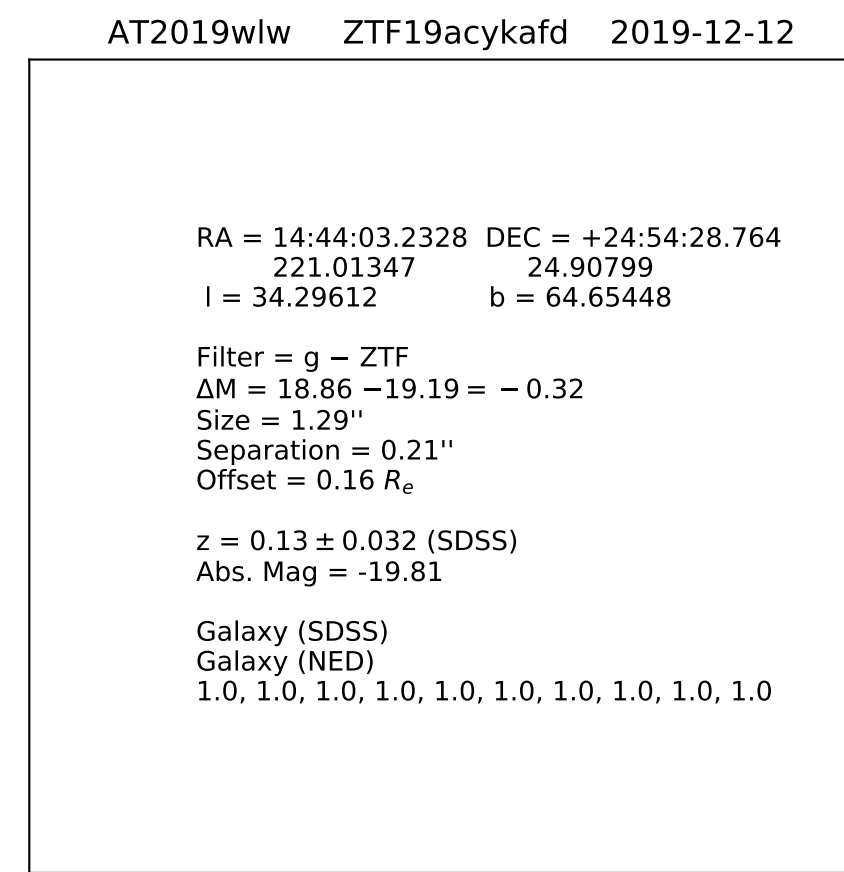 AT2019wlw ZTF19acykafd 2019-12-12
RA = 14:44:03.2328 DEC = +24:54:28.764
221.01347 24.90799
l = 34.29612 b = 64.65448
Filter = g − ZTF
ΔM = 18.86 −19.19 = −0.32
Size = 1.29''
Separation = 0.21''
Offset = 0.16 Rₑ
z = 0.13 ± 0.032 (SDSS)
Abs. Mag = -19.81
Galaxy (SDSS)
Galaxy (NED)
1.0, 1.0, 1.0, 1.0, 1.0, 1.0, 1.0, 1.0, 1.0, 1.0